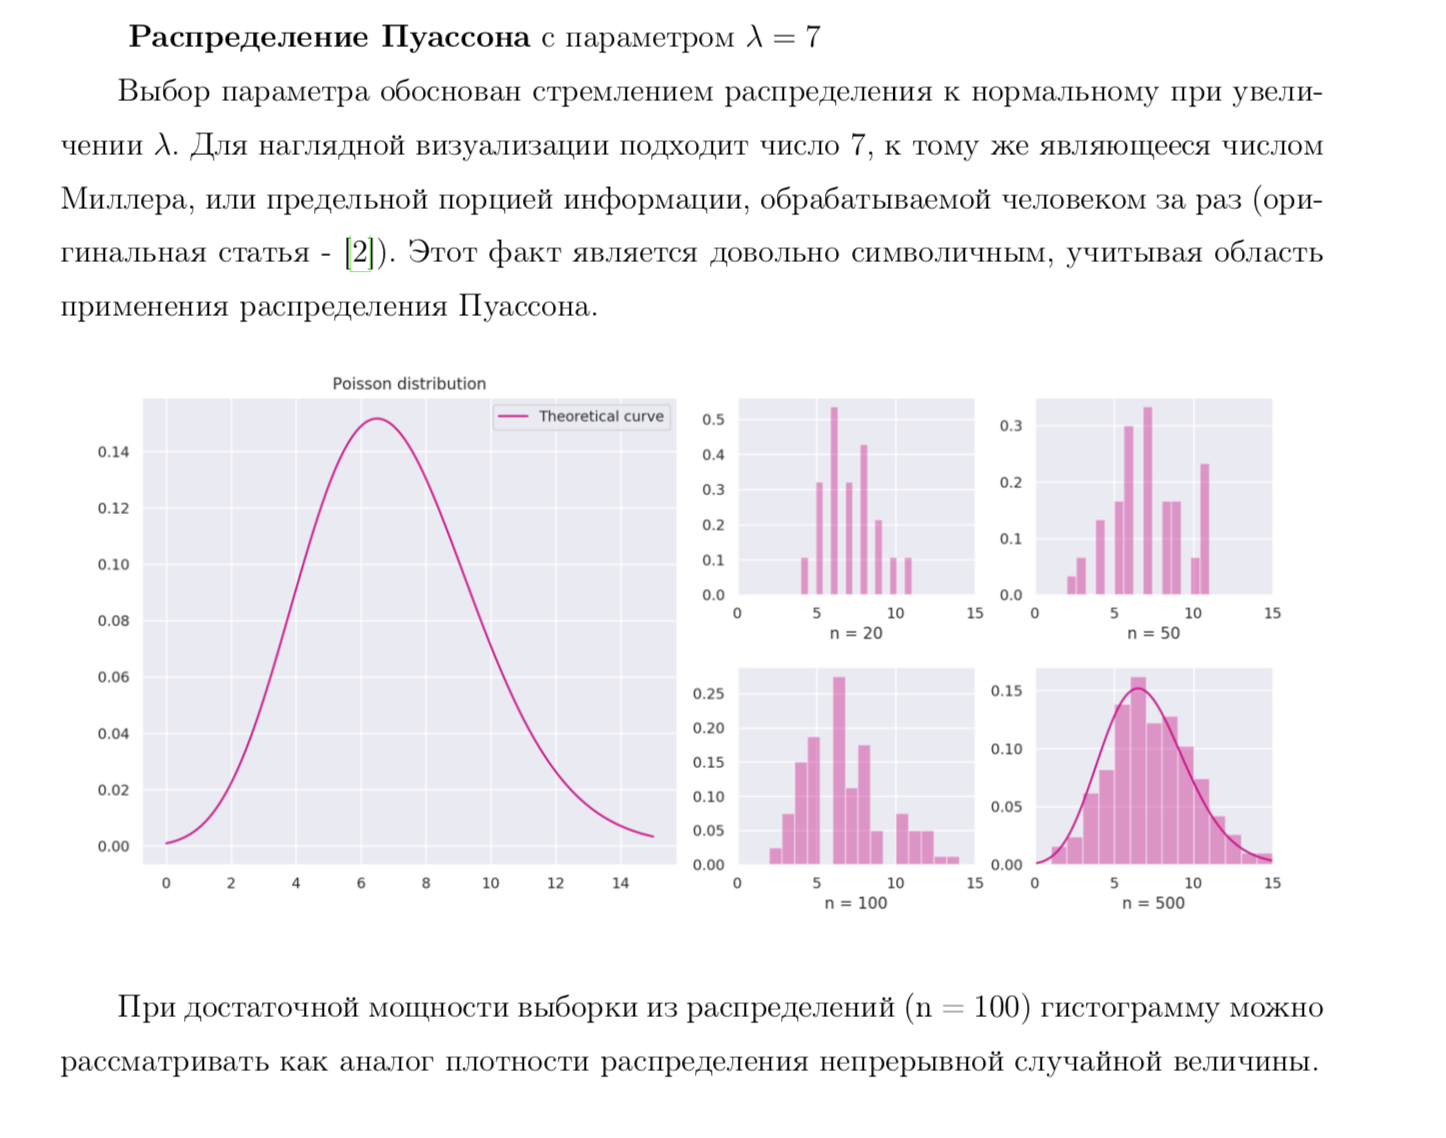 Распределение Пуассона с параметром λ = 7
Выбор параметра обоснован стремлением распределения к нормальному при увели-
чении λ. Для наглядной визуализации подходит число 7, к тому же являющееся числом
Миллера, или предельной порцией информации, обрабатываемой человеком за раз (ори-
гинальная статья - [2]). Этот факт является довольно символичным, учитывая область
применения распределения Пуассона.
Poisson distribution
Theoretical curve
0.14
0.12
0.10
0.08
0.06
0.04
0.02
0.00
0 2 4 6 8 10 12 14
0.5
0.4
0.3
0.2
0.1
0.0
0 5 10 15
n = 20
0.3
0.2
0.1
0.0
0 5 10 15
n = 50
0.25
0.20
0.15
0.10
0.05
0.00
0 5 10 15
n = 100
0.15
0.10
0.05
0.00
0 5 10 15
n = 500
При достаточной мощности выборки из распределений (n = 100) гистограмму можно
рассматривать как аналог плотности распределения непрерывной случайной величины.